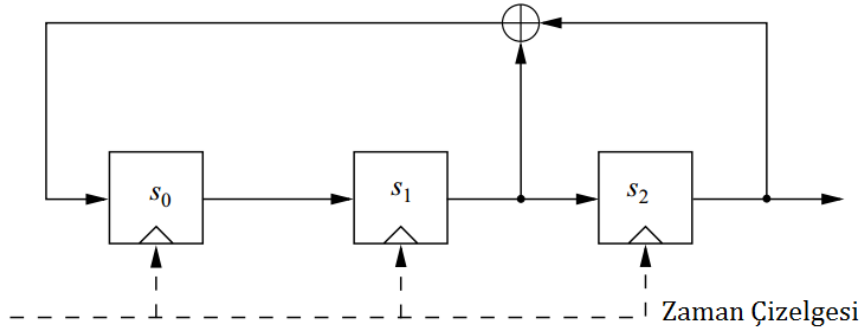 s₀
s₁
s₂
Zaman Çizelgesi